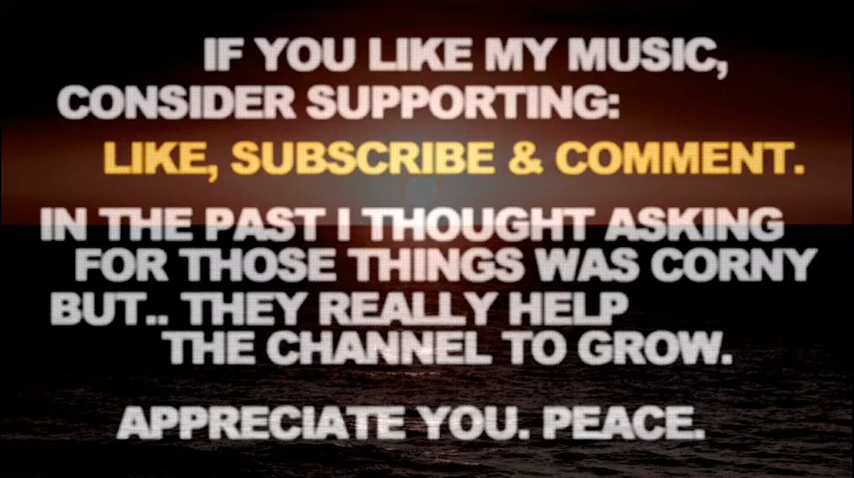 IF YOU LIKE MY MUSIC,
CONSIDER SUPPORTING:
LIKE, SUBSCRIBE & COMMENT.
IN THE PAST I THOUGHT ASKING
FOR THOSE THINGS WAS CORNY
BUT.. THEY REALLY HELP
THE CHANNEL TO GROW.
APPRECIATE YOU. PEACE.